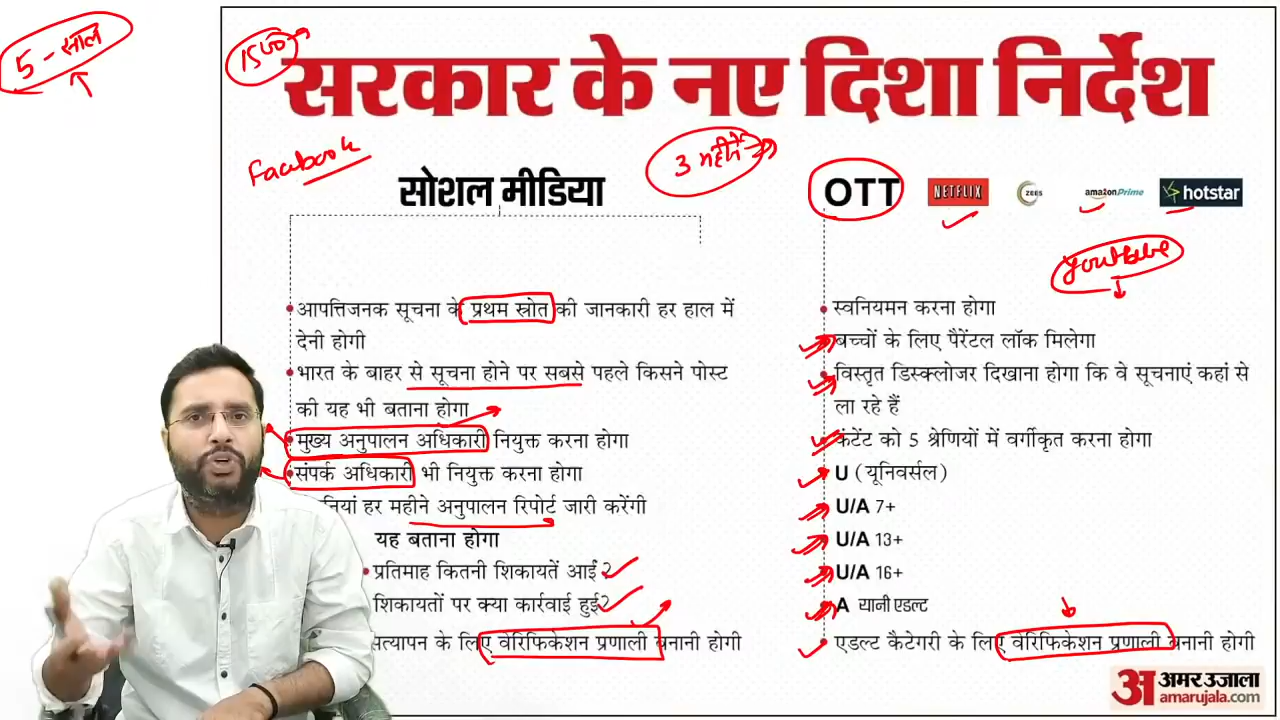 5 - साल
1500
सरकार के नए दिशा निर्देश
Facebook
सोशल मीडिया
3 महीने
OTT NETFLIX ZEE5 amazonPrime hotstar
Youtube
आपत्तिजनक सूचना के प्रथम स्रोत की जानकारी हर हाल में
देनी होगी
भारत के बाहर से सूचना होने पर सबसे पहले किसने पोस्ट
की यह भी बताना होगा
मुख्य अनुपालन अधिकारी नियुक्त करना होगा
संपर्क अधिकारी भी नियुक्त करना होगा
नियां हर महीने अनुपालन रिपोर्ट जारी करेंगी
यह बताना होगा
प्रतिमाह कितनी शिकायतें आईं?
शिकायतों पर क्या कार्रवाई हुई?
सत्यापन के लिए वेरिफिकेशन प्रणाली बनानी होगी
स्वनियमन करना होगा
बच्चों के लिए पैरेंटल लॉक मिलेगा
विस्तृत डिस्क्लोजर दिखाना होगा कि वे सूचनाएं कहां से
ला रहे हैं
कंटेंट को 5 श्रेणियों में वर्गीकृत करना होगा
U (यूनिवर्सल)
U/A 7+
U/A 13+
U/A 16+
A यानी एडल्ट
एडल्ट कैटेगरी के लिए वेरिफिकेशन प्रणाली बनानी होगी
अ अमर उजाला
amarujala.com